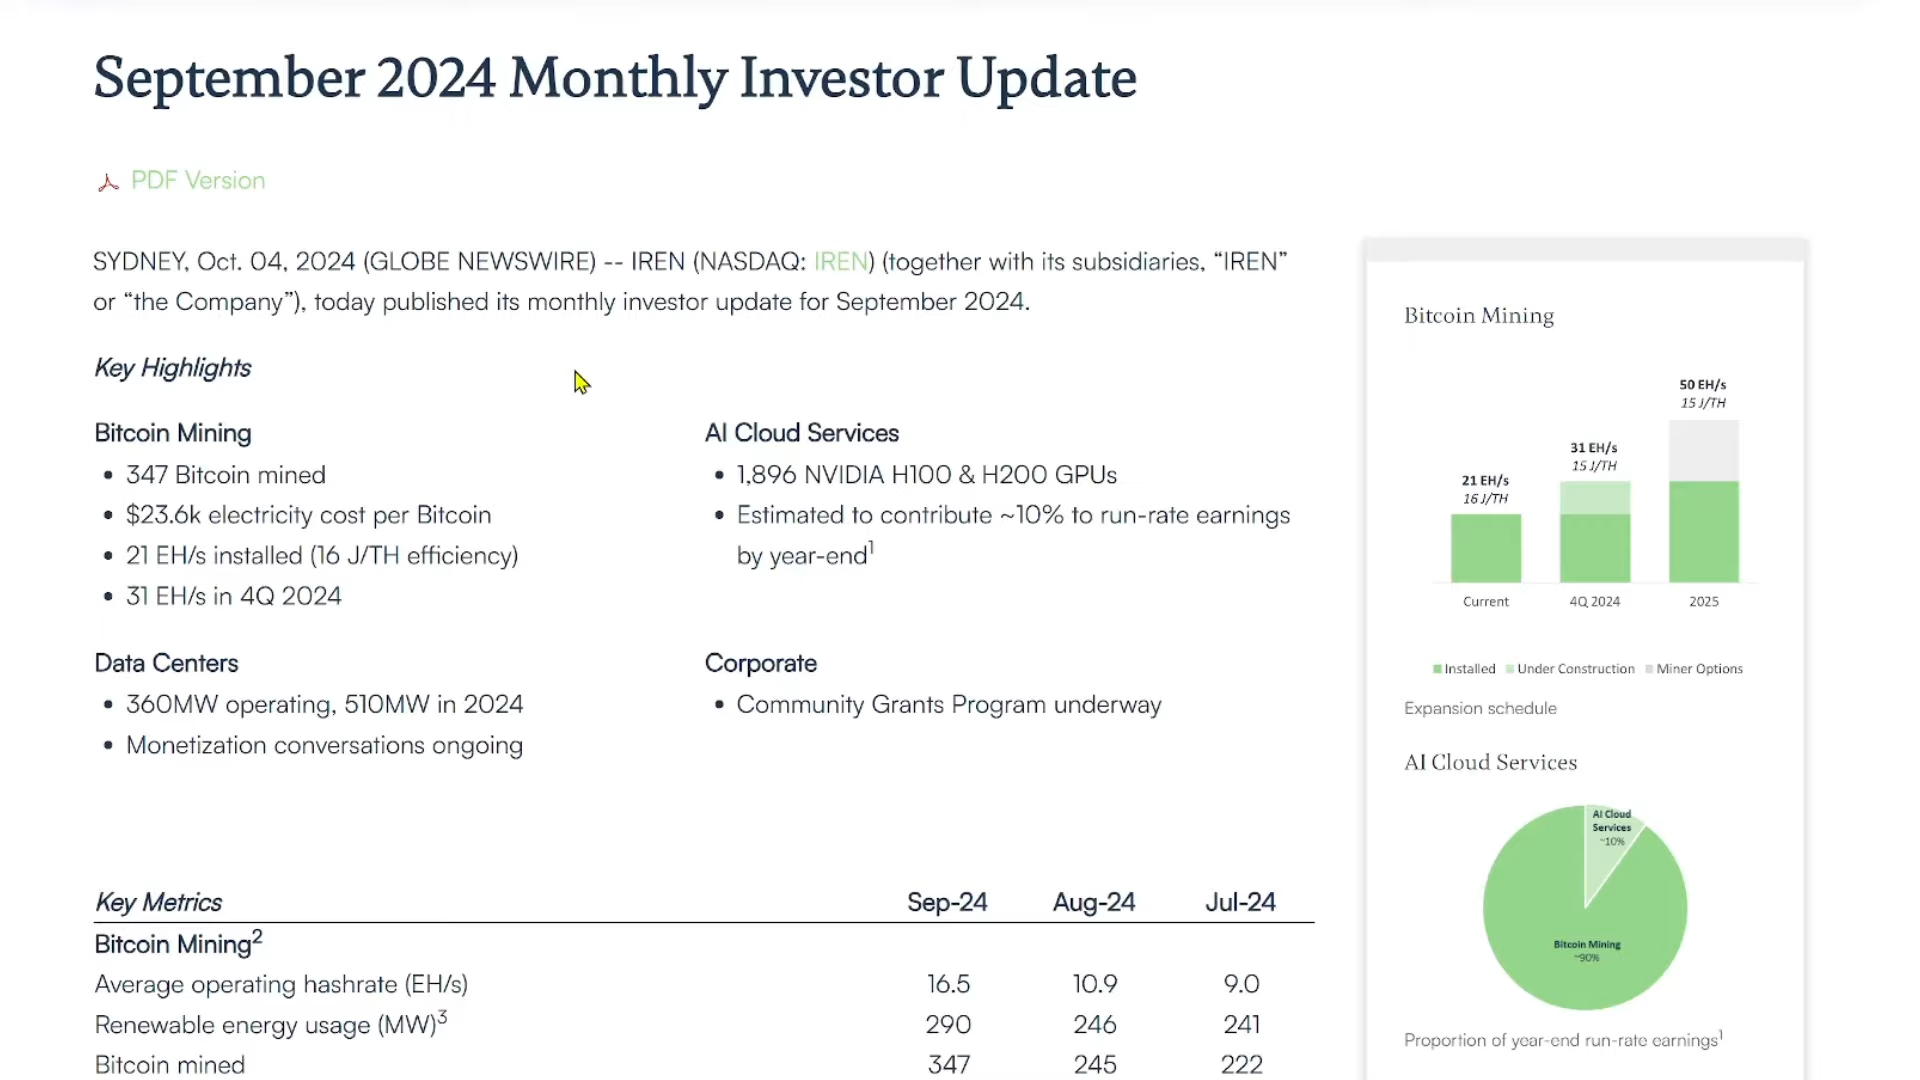 September 2024 Monthly Investor Update
PDF Version
SYDNEY, Oct. 04, 2024 (GLOBE NEWSWIRE) -- IREN (NASDAQ: IREN) (together with its subsidiaries, “IREN”
or “the Company”), today published its monthly investor update for September 2024.
Key Highlights
Bitcoin Mining
• 347 Bitcoin mined
• $23.6k electricity cost per Bitcoin
• 21 EH/s installed (16 J/TH efficiency)
• 31 EH/s in 4Q 2024
AI Cloud Services
• 1,896 NVIDIA H100 & H200 GPUs
• Estimated to contribute ~10% to run-rate earnings
by year-end1
Data Centers
• 360MW operating, 510MW in 2024
• Monetization conversations ongoing
Corporate
• Community Grants Program underway
Key Metrics Sep-24 Aug-24 Jul-24
Bitcoin Mining2
Average operating hashrate (EH/s) 16.5 10.9 9.0
Renewable energy usage (MW)3 290 246 241
Bitcoin mined 347 245 222
Bitcoin Mining
50 EH/s
15 J/TH
31 EH/s
15 J/TH
21 EH/s
16 J/TH
Current 4Q 2024 2025
Installed Under Construction Miner Options
Expansion schedule
AI Cloud Services
AI Cloud
Services
~10%
Bitcoin Mining
~90%
Proportion of year-end run-rate earnings1